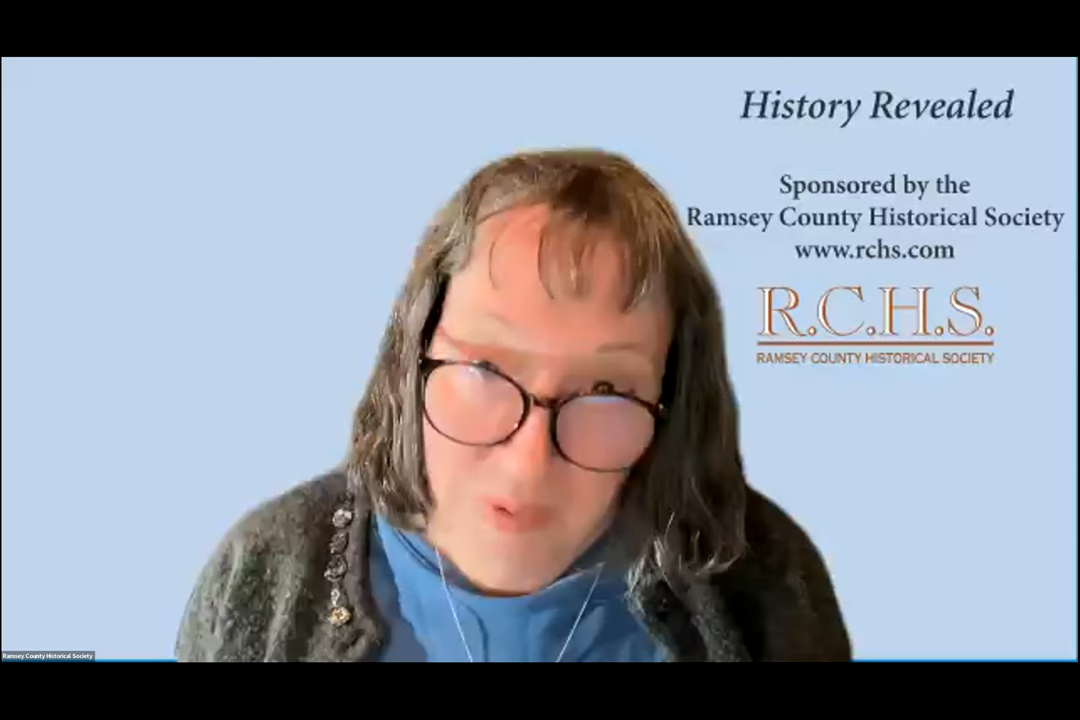 History Revealed
Sponsored by the
Ramsey County Historical Society
www.rchs.com
R.C.H.S.
RAMSEY COUNTY HISTORICAL SOCIETY
Ramsey County Historical Society